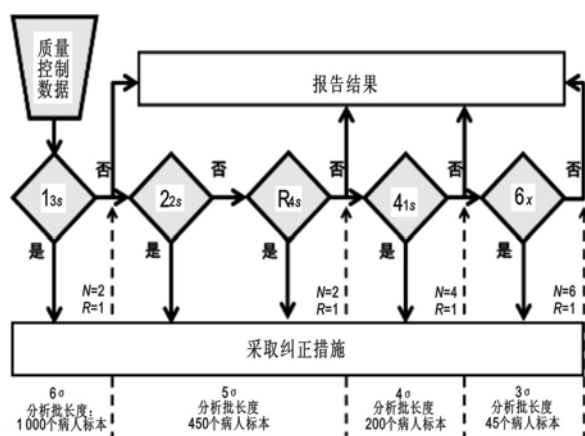 质量
控制
数据
报告结果
否 否 否 否 否
1₃s 2₂s R₄s 4₁s 6x
是 是 是 是 是
N=2 N=2 N=4 N=6
R=1 R=1 R=1 R=1
采取纠正措施
6σ 5σ 4σ 3σ
分析批长度: 分析批长度 分析批长度 分析批长度
1 000个病人标本 450个病人标本 200个病人标本 45个病人标本